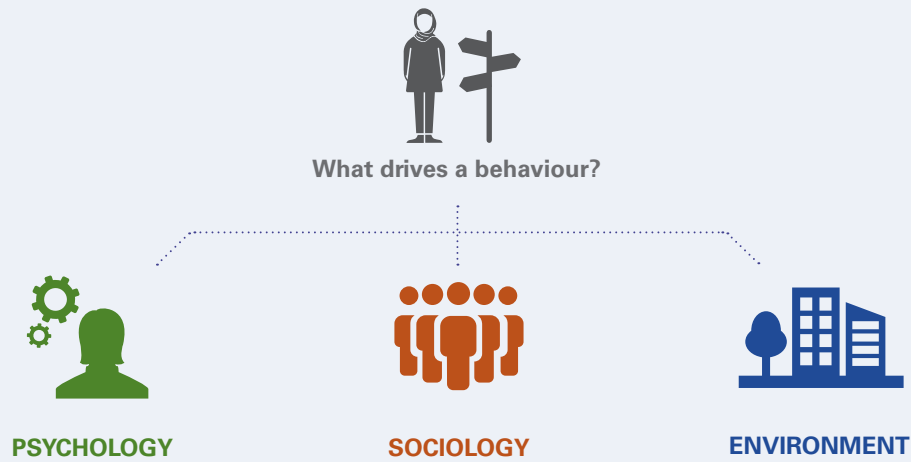 What drives a behaviour?
PSYCHOLOGY
SOCIOLOGY
ENVIRONMENT